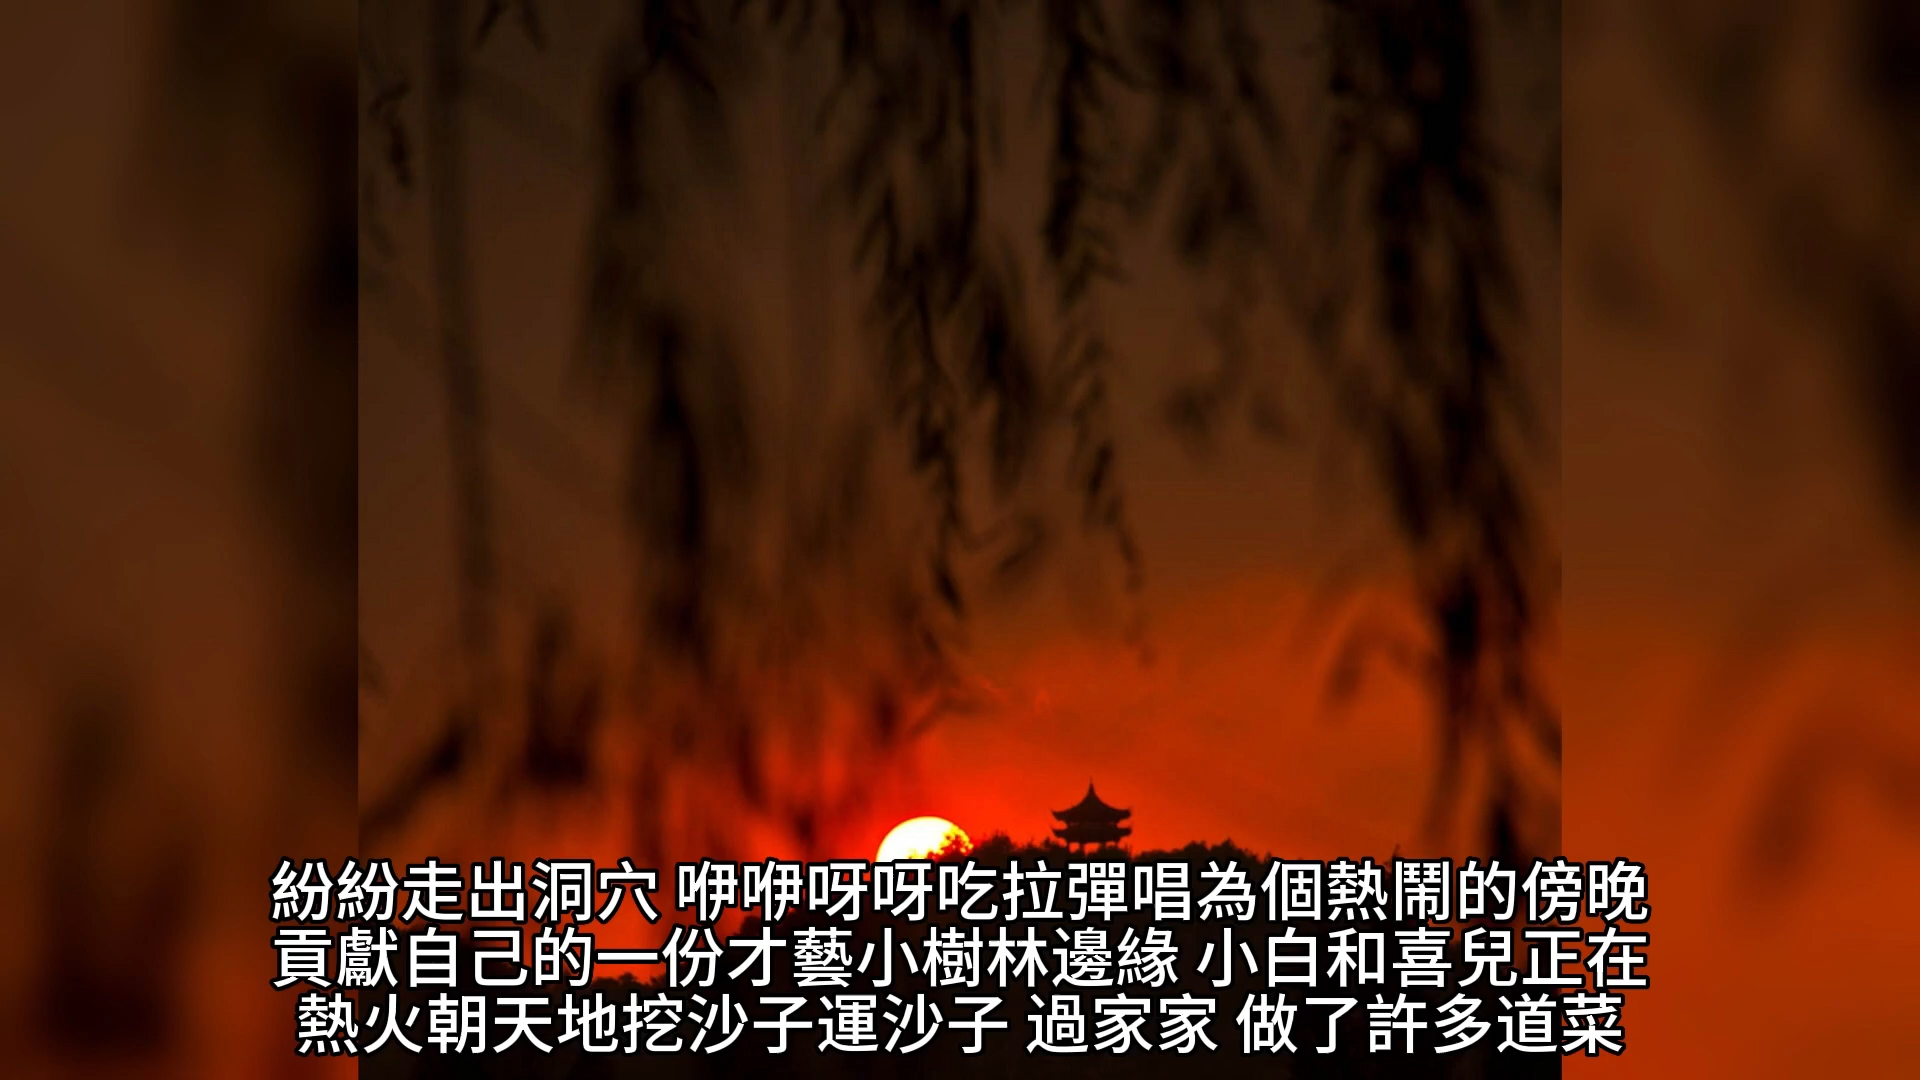 紛紛走出洞穴 咿咿呀呀吃拉彈唱為個熱鬧的傍晚
貢獻自己的一份才藝小樹林邊緣 小白和喜兒正在
熱火朝天地挖沙子運沙子 過家家 做了許多道菜